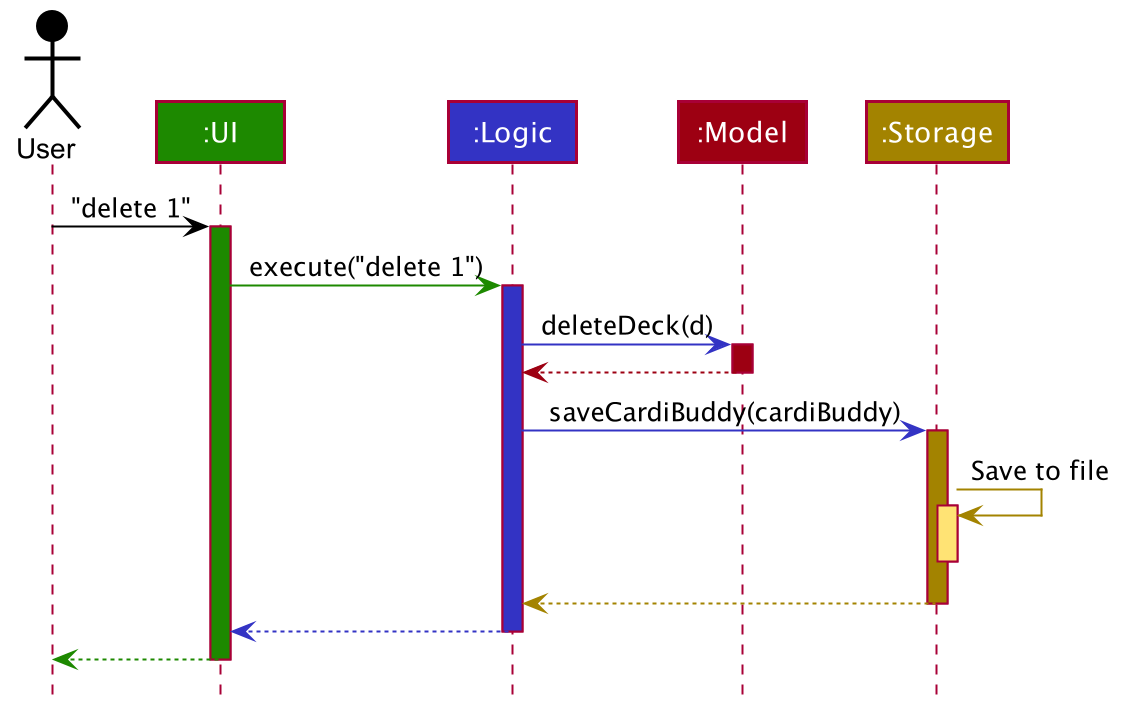 User
:UI
:Logic
:Model
:Storage
"delete 1"
execute("delete 1")
deleteDeck(d)
saveCardiBuddy(cardiBuddy)
Save to file